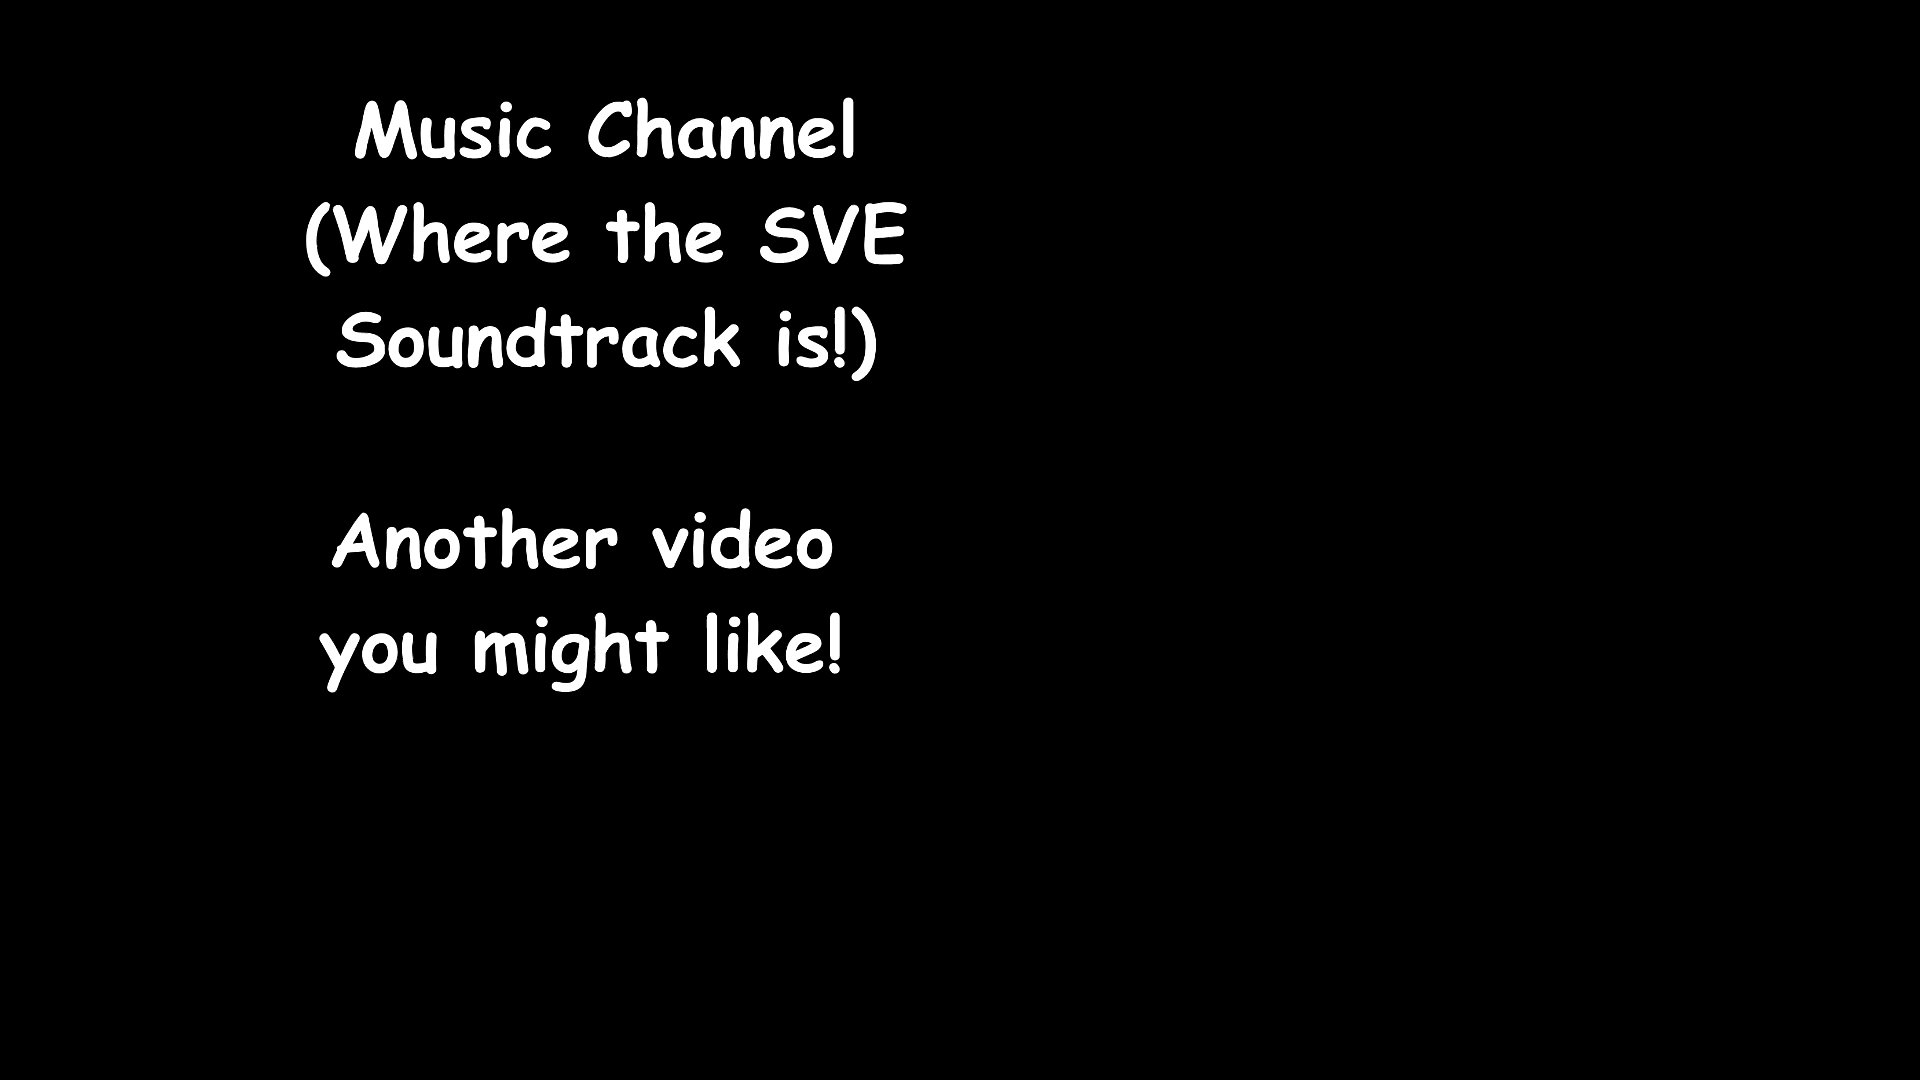 Music Channel
(Where the SVE
Soundtrack is!)
Another video
you might like!